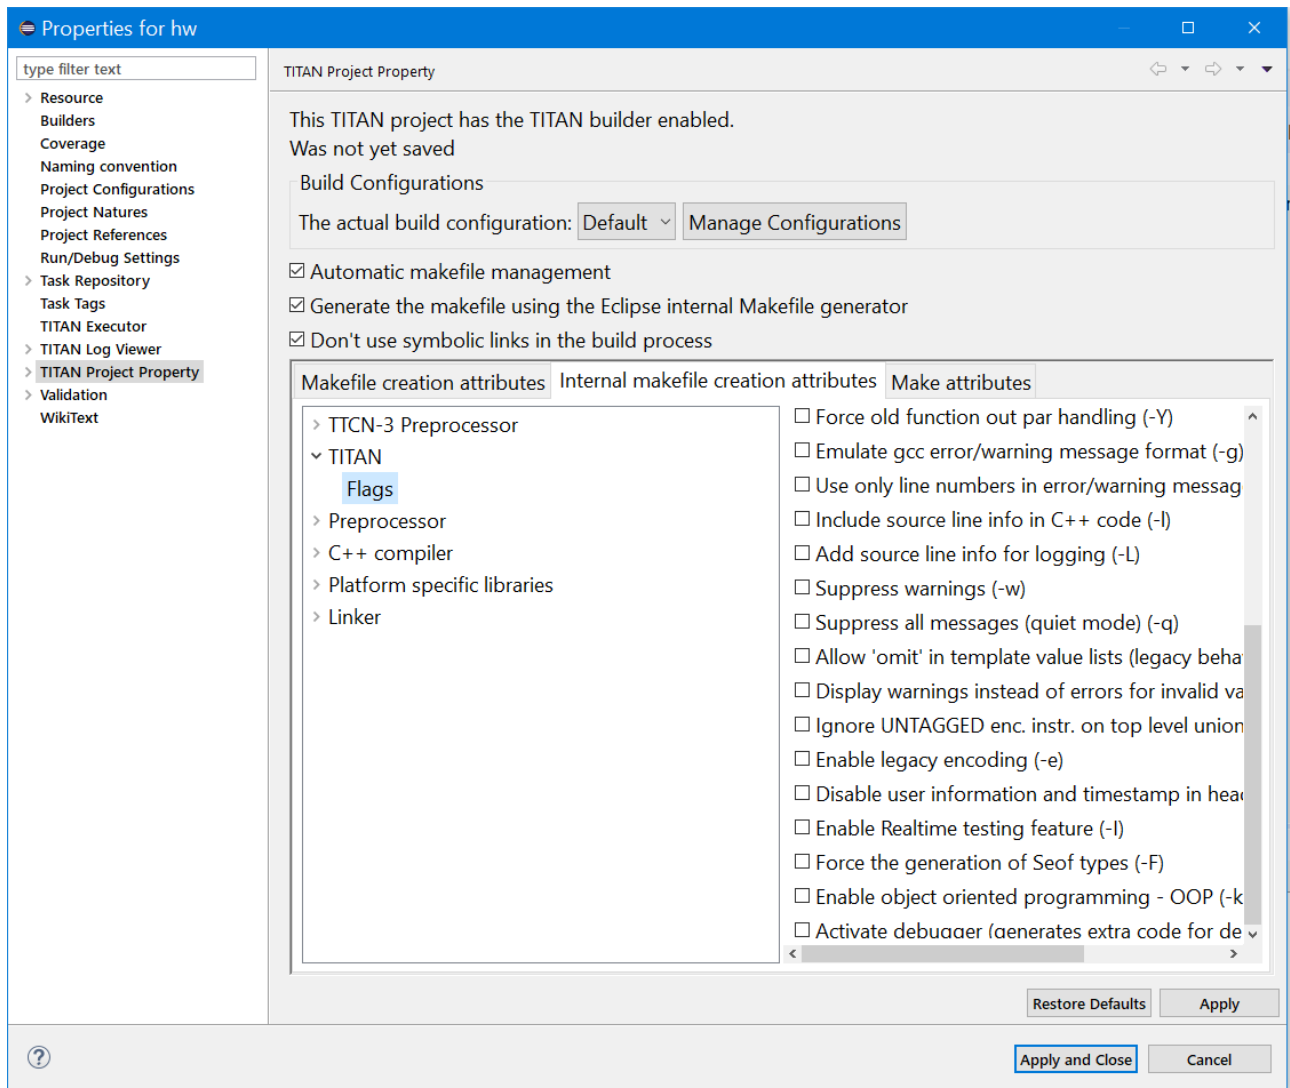 Properties for hw
type filter text
Resource
Builders
Coverage
Naming convention
Project Configurations
Project Natures
Project References
Run/Debug Settings
Task Repository
Task Tags
TITAN Executor
TITAN Log Viewer
TITAN Project Property
Validation
WikiText
TITAN Project Property
This TITAN project has the TITAN builder enabled.
Was not yet saved
Build Configurations
The actual build configuration: Default Manage Configurations
Automatic makefile management
Generate the makefile using the Eclipse internal Makefile generator
Don't use symbolic links in the build process
Makefile creation attributes Internal makefile creation attributes Make attributes
TTCN-3 Preprocessor
TITAN
Flags
Preprocessor
C++ compiler
Platform specific libraries
Linker
Force old function out par handling (-Y)
Emulate gcc error/warning message format (-g)
Use only line numbers in error/warning messag
Include source line info in C++ code (-l)
Add source line info for logging (-L)
Suppress warnings (-w)
Suppress all messages (quiet mode) (-q)
Allow 'omit' in template value lists (legacy beha
Display warnings instead of errors for invalid va
Ignore UNTAGGED enc. instr. on top level union
Enable legacy encoding (-e)
Disable user information and timestamp in hea
Enable Realtime testing feature (-I)
Force the generation of Seof types (-F)
Enable object oriented programming - OOP (-k
Activate debugger (generates extra code for de
Restore Defaults Apply
Apply and Close Cancel